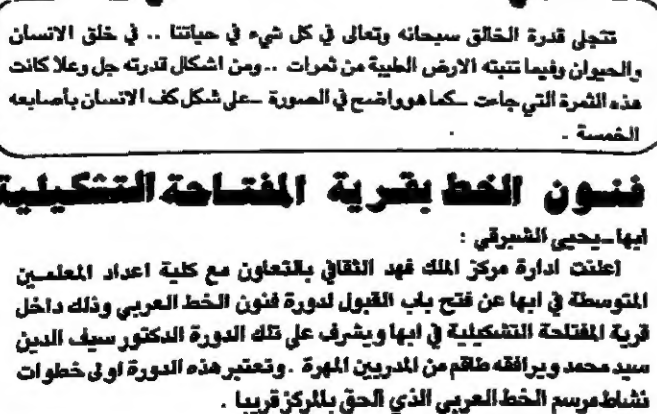 تتجلى قدرة الخالق سبحانه وتعالى في كل شيء في حياتنا .. في خلق الانسان
والحيوان وفيما تنبته الارض الطيبة من ثمرات .. ومن اشكال قدرته جل وعلا كانت
هذه الثمرة التي جاءت ـ كما هو واضح في الصورة ـ على شكل كف الانسان بأصابعه
الخمسة .
فنون الخط بقرية المفتاحة التشكيلية
ابها ـ يحيى الشبرقي :
اعلنت ادارة مركز الملك فهد الثقافي بالتعاون مع كلية اعداد المعلمين
المتوسطة في ابها عن فتح باب القبول لدورة فنون الخط العربي وذلك داخل
قرية المفتاحة التشكيلية في ابها ويشرف على تلك الدورة الدكتور سيف الدين
سيد محمد ويرافقه طاقم من المدربين المهرة . وتعتبر هذه الدورة اولى خطوات
نشاط مرسم الخط العربي الذي الحق بالمركز قريبا .